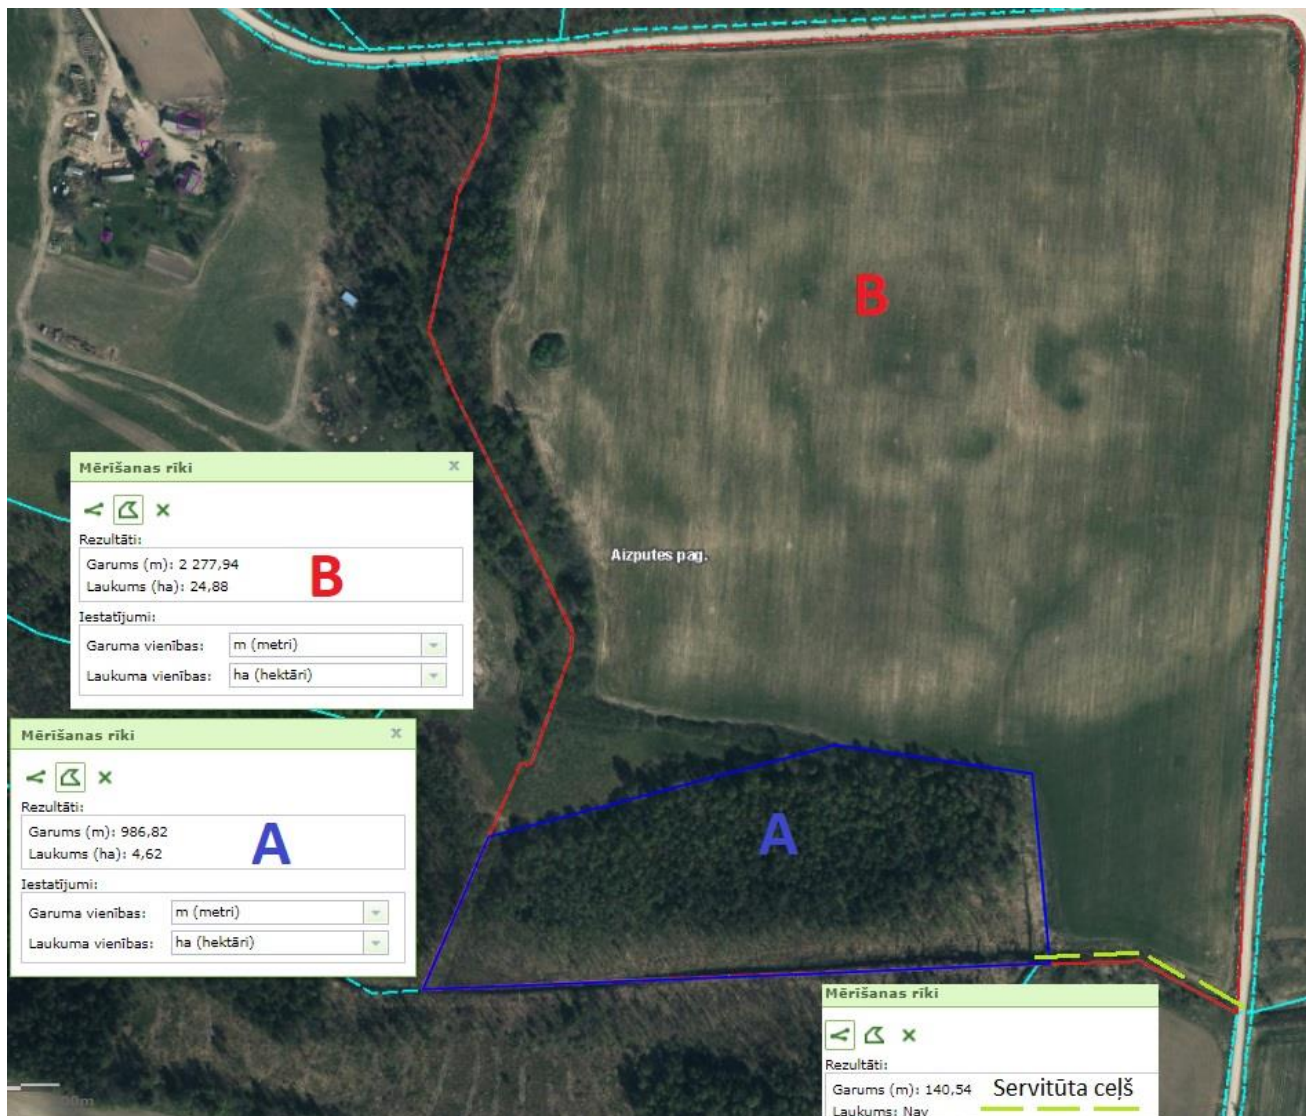 B
Mērīšanas rīki
Rezultāti:
Garums (m): 2 277,94
Laukums (ha): 24,88
B
Iestatījumi:
Garuma vienības: m (metri)
Laukuma vienības: ha (hektāri)
Aizputes pag.
Mērīšanas rīki
Rezultāti:
Garums (m): 986,82
Laukums (ha): 4,62
A
Iestatījumi:
Garuma vienības: m (metri)
Laukuma vienības: ha (hektāri)
A
Mērīšanas rīki
Rezultāti:
Garums (m): 140,54 Servitūta ceļš
Laukums: Nav